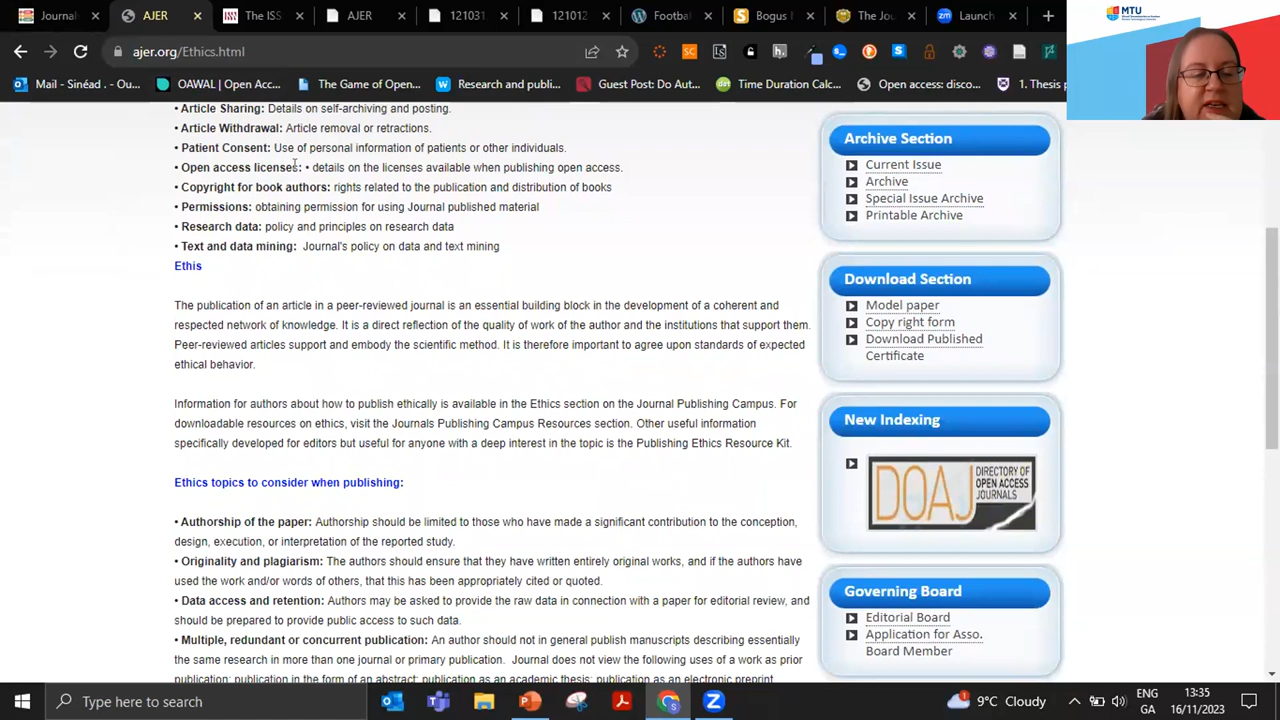 Journal
AJER
The ISS
AJER
121031
121012
Footba
Bogus
The Jo
Launch
ajer.org/Ethics.html
Mail - Sinéad . - Ou...
OAWAL | Open Acc...
The Game of Open...
Research and publi...
Guest Post: Do Aut...
Time Duration Calc...
Open access: disco...
1. Thesis p
MTU
• Article Sharing: Details on self-archiving and posting.
• Article Withdrawal: Article removal or retractions.
• Patient Consent: Use of personal information of patients or other individuals.
• Open access licenses: • details on the licenses available when publishing open access.
• Copyright for book authors: rights related to the publication and distribution of books
• Permissions: obtaining permission for using Journal published material
• Research data: policy and principles on research data
• Text and data mining: Journal's policy on data and text mining
Ethis
The publication of an article in a peer-reviewed journal is an essential building block in the development of a coherent and
respected network of knowledge. It is a direct reflection of the quality of work of the author and the institutions that support them.
Peer-reviewed articles support and embody the scientific method. It is therefore important to agree upon standards of expected
ethical behavior.
Information for authors about how to publish ethically is available in the Ethics section on the Journal Publishing Campus. For
downloadable resources on ethics, visit the Journals Publishing Campus Resources section. Other useful information
specifically developed for editors but useful for anyone with a deep interest in the topic is the Publishing Ethics Resource Kit.
Ethics topics to consider when publishing:
• Authorship of the paper: Authorship should be limited to those who have made a significant contribution to the conception,
design, execution, or interpretation of the reported study.
• Originality and plagiarism: The authors should ensure that they have written entirely original works, and if the authors have
used the work and/or words of others, that this has been appropriately cited or quoted.
• Data access and retention: Authors may be asked to provide the raw data in connection with a paper for editorial review, and
should be prepared to provide public access to such data.
• Multiple, redundant or concurrent publication: An author should not in general publish manuscripts describing essentially
the same research in more than one journal or primary publication. Journal does not view the following uses of a work as prior
publication: publication in the form of an abstract; publication as an academic thesis; publication as an electronic preprint.
Archive Section
Current Issue
Archive
Special Issue Archive
Printable Archive
Download Section
Model paper
Copy right form
Download Published
Certificate
New Indexing
DOAJ
DIRECTORY OF
OPEN ACCESS
JOURNALS
Governing Board
Editorial Board
Application for Asso.
Board Member
Type here to search
9°C Cloudy
ENG
GA
13:35
16/11/2023